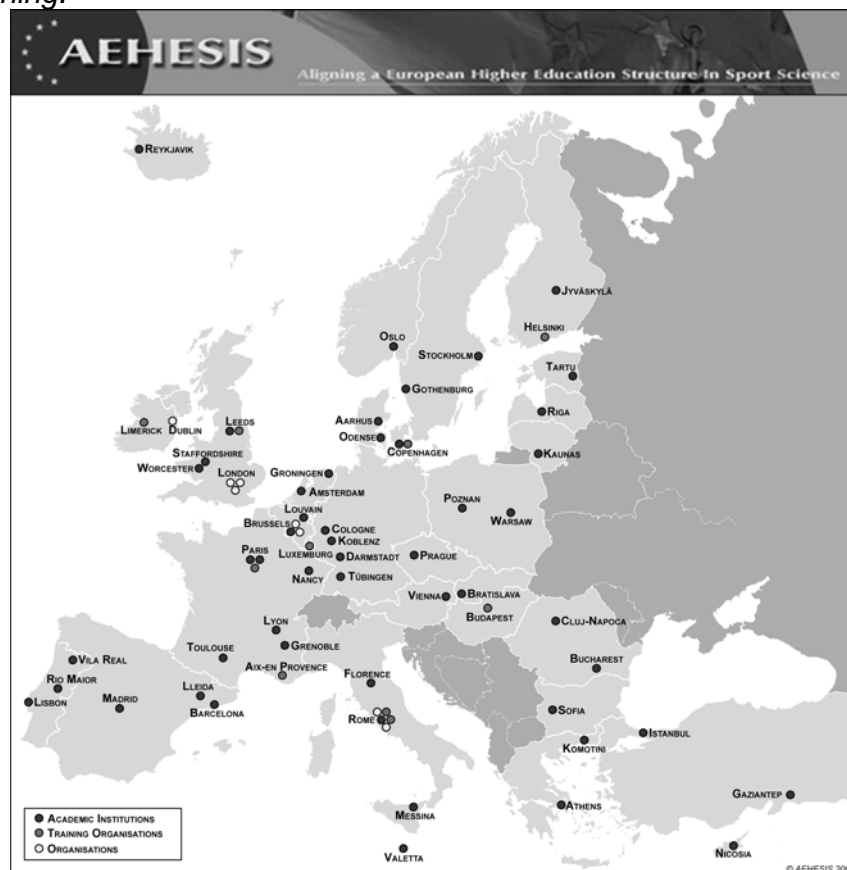 AEHESIS
Aligning a European Higher Education Structure In Sport Science
REYKJAVIK
JYVÄSKYLÄ
HELSINKI
OSLO
STOCKHOLM
TARTU
GOTHENBURG
RIGA
AARHUS
LEEDS
LIMERICK DUBLIN
ODENSE
COPENHAGEN
KAUNAS
STAFFORDSHIRE
WORCESTER
LONDON
GRONINGEN
AMSTERDAM
POZNAN
WARSAW
LOUVAIN
BRUSSELS
COLOGNE
KOBLENZ
PARIS
LUXEMBURG
DARMSTADT
PRAGUE
NANCY
TÜBINGEN
VIENNA
BRATISLAVA
BUDAPEST
LYON
CLUJ-NAPOCA
TOULOUSE
GRENOBLE
VILA REAL
AIX-EN PROVENCE
BUCHAREST
RIO MAIOR
LLEIDA
FLORENCE
LISBON
MADRID
BARCELONA
ROME
SOFIA
KOMOTINI
ISTANBUL
GAZIANTEP
MESSINA
ATHENS
VALETTA
NICOSIA
ACADEMIC INSTITUTIONS
TRAINING ORGANISATIONS
ORGANISATIONS
© AEHESIS